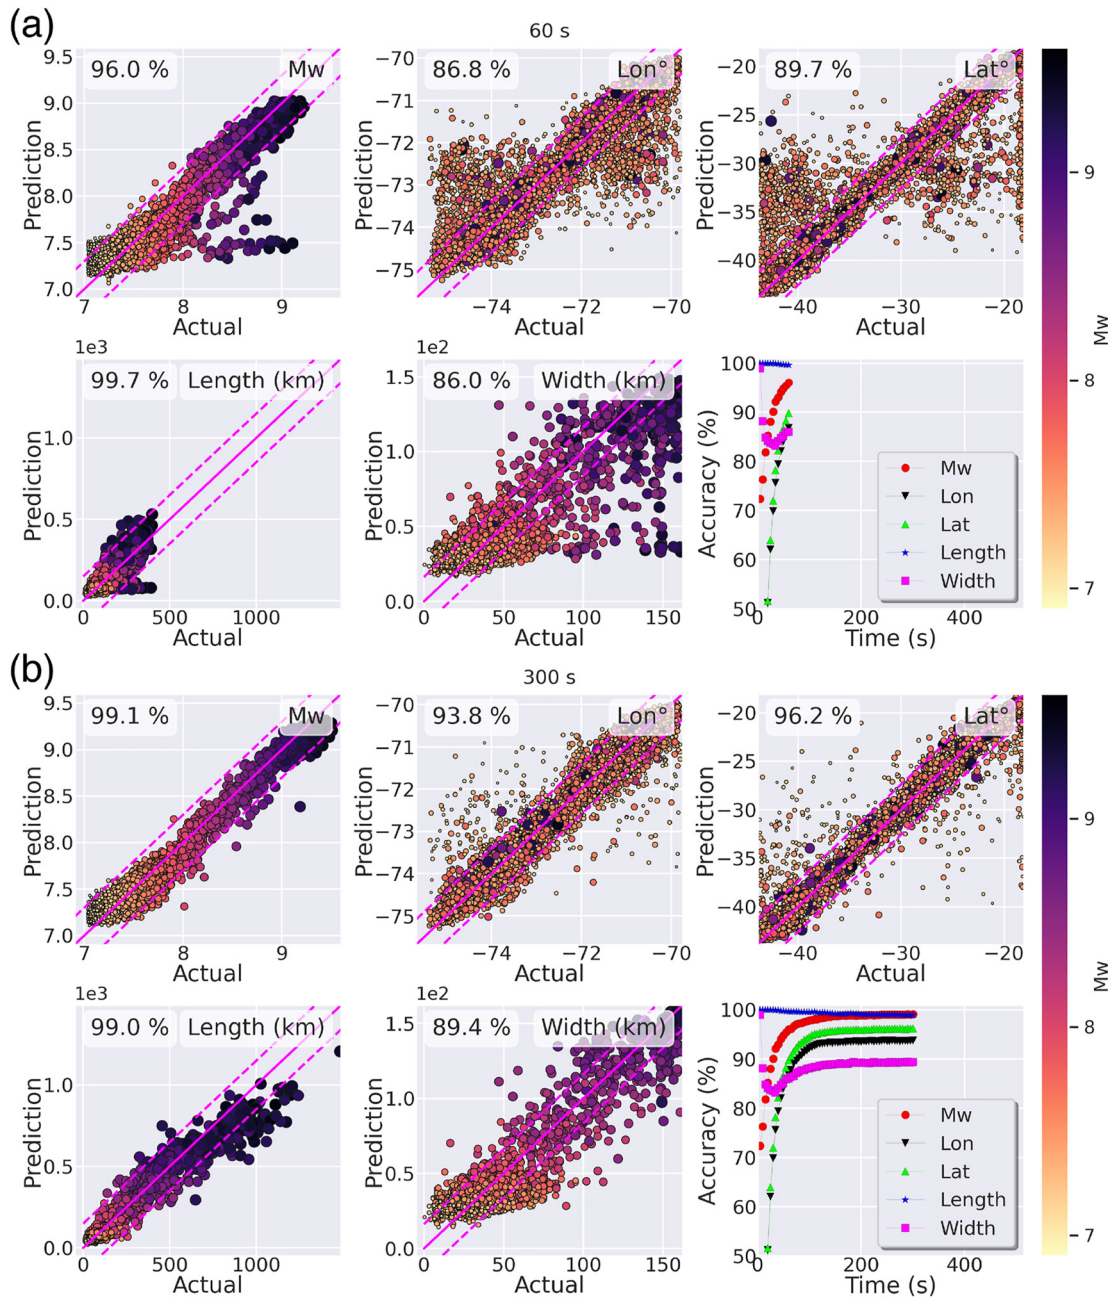 (a)
60 s
96.0 %
Mw
9.5
9.0
8.5
8.0
7.5
7.0
Prediction
7
8
9
Actual
86.8 %
Lon°
−70
−71
−72
−73
−74
−75
Prediction
−74
−72
−70
Actual
89.7 %
Lat°
−20
−25
−30
−35
−40
Prediction
−40
−30
−20
Actual
9
8
7
Mw
1e3
99.7 %
Length (km)
1.0
0.5
0.0
Prediction
0
500
1000
Actual
1e2
86.0 %
Width (km)
1.5
1.0
0.5
0.0
Prediction
0
50
100
150
Actual
100
90
80
70
60
50
Accuracy (%)
Mw
Lon
Lat
Length
Width
0
200
400
Time (s)
(b)
300 s
99.1 %
Mw
9.5
9.0
8.5
8.0
7.5
7.0
Prediction
7
8
9
Actual
93.8 %
Lon°
−70
−71
−72
−73
−74
−75
Prediction
−74
−72
−70
Actual
96.2 %
Lat°
−20
−25
−30
−35
−40
Prediction
−40
−30
−20
Actual
9
8
7
Mw
1e3
99.0 %
Length (km)
1.0
0.5
0.0
Prediction
0
500
1000
Actual
1e2
89.4 %
Width (km)
1.5
1.0
0.5
0.0
Prediction
0
50
100
150
Actual
100
90
80
70
60
50
Accuracy (%)
Mw
Lon
Lat
Length
Width
0
200
400
Time (s)